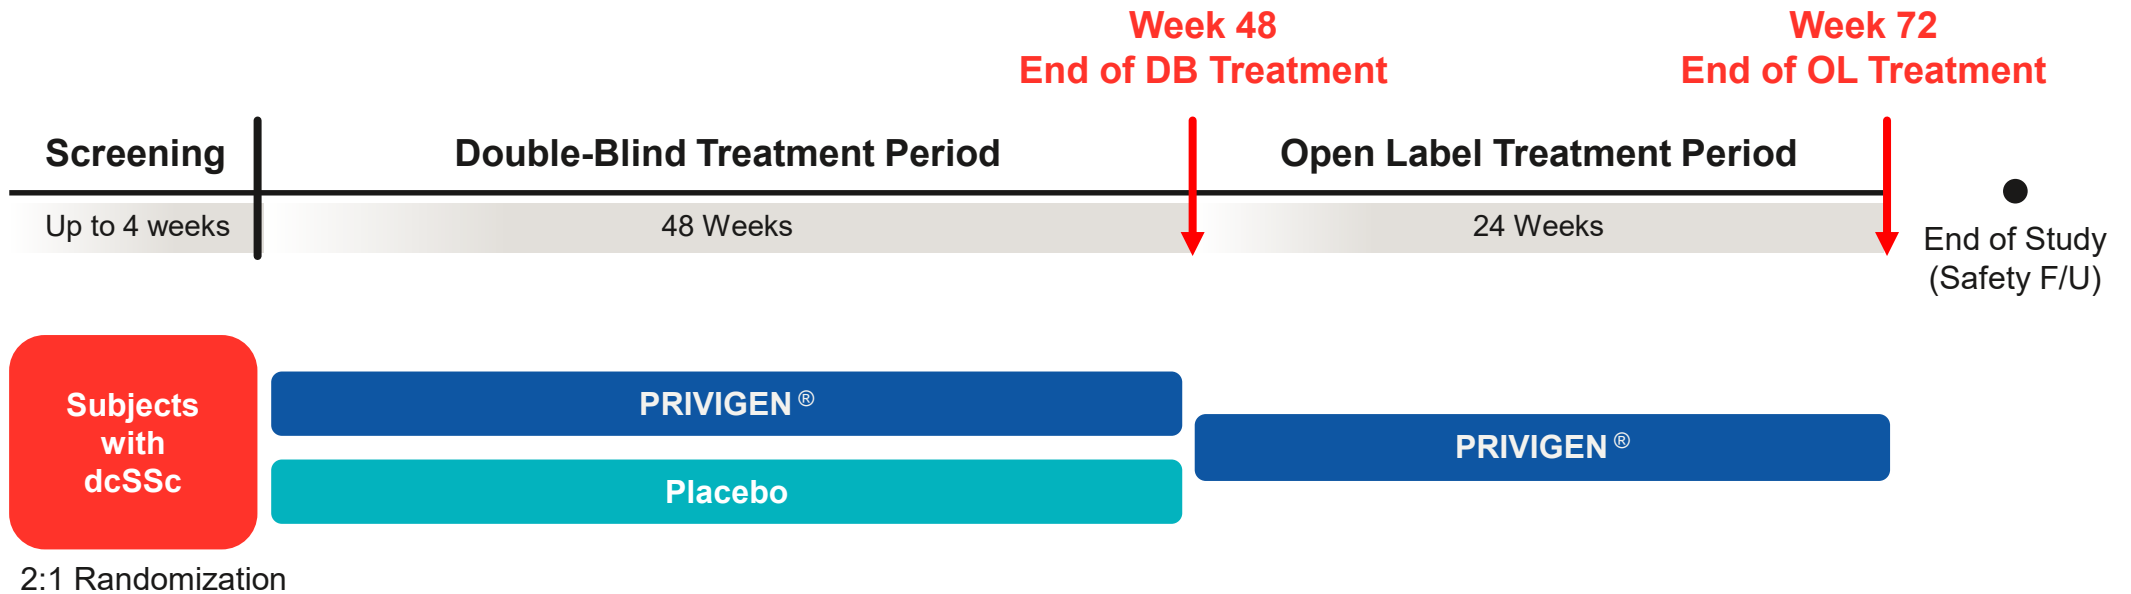 Week 48
End of DB Treatment
Week 72
End of OL Treatment
Screening
Double-Blind Treatment Period
Open Label Treatment Period
Up to 4 weeks
48 Weeks
24 Weeks
End of Study
(Safety F/U)
Subjects
with
dcSSc
PRIVIGEN ®
Placebo
PRIVIGEN ®
2:1 Randomization